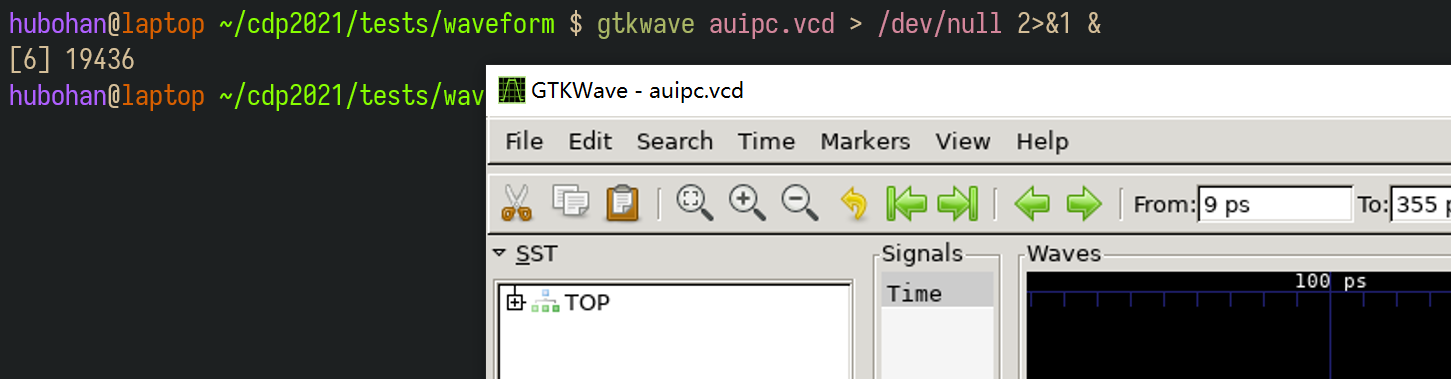 hubohan@laptop ~/cdp2021/tests/waveform $ gtkwave auipc.vcd > /dev/null 2>&1 &
[6] 19436
hubohan@laptop ~/cdp2021/tests/wav
GTKWave - auipc.vcd
File Edit Search Time Markers View Help
From: 9 ps To: 355 p
SST
Signals
Waves
TOP
Time
100 ps